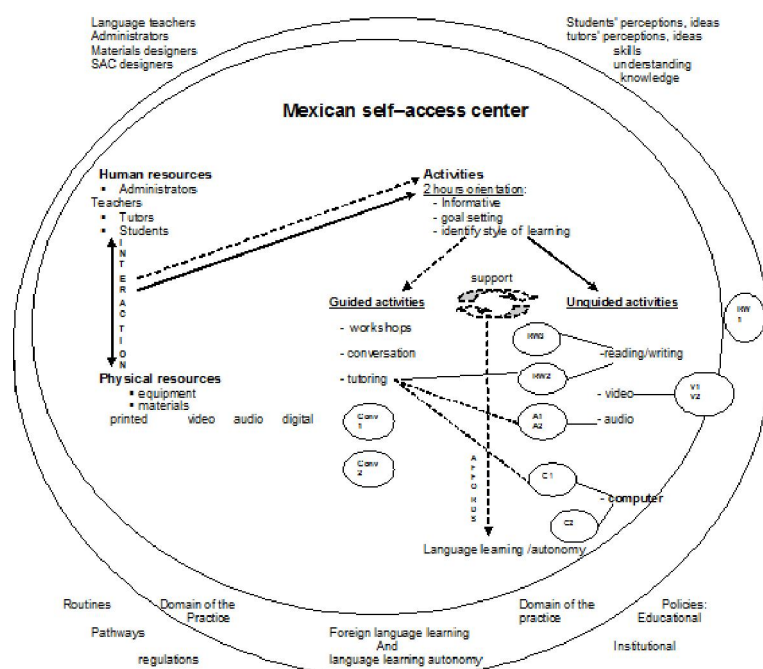 Language teachers
Administrators
Materials designers
SAC designers
Students' perceptions, ideas
tutors' perceptions, ideas
skills
understanding
knowledge
Mexican self–access center
Human resources
▪ Administrators
Teachers
▪ Tutors
▪ Students
INTERACTION
Physical resources
▪ equipment
▪ materials
printed video audio digital
Activities
2 hours orientation:
- Informative
- goal setting
- identify style of learning
support
Guided activities
- workshops
- conversation
- tutoring
Conv
1
Conv
2
Unguided activities
-reading/writing
- video
- audio
- computer
RW
1
RW2
V1
V2
A1
A2
C1
C2
AFFORDS
Language learning /autonomy
Routines
Pathways
regulations
Domain of the
Practice
Foreign language learning
And
language learning autonomy
Domain of the
practice
Policies:
Educational
Institutional